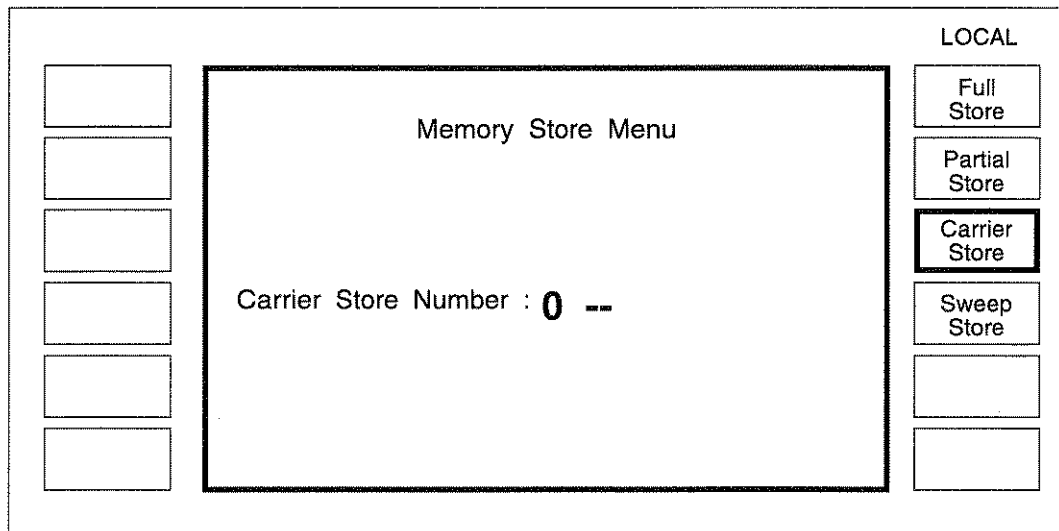 LOCAL
Full
Store
Memory Store Menu
Partial
Store
Carrier
Store
Carrier Store Number : 0 --
Sweep
Store